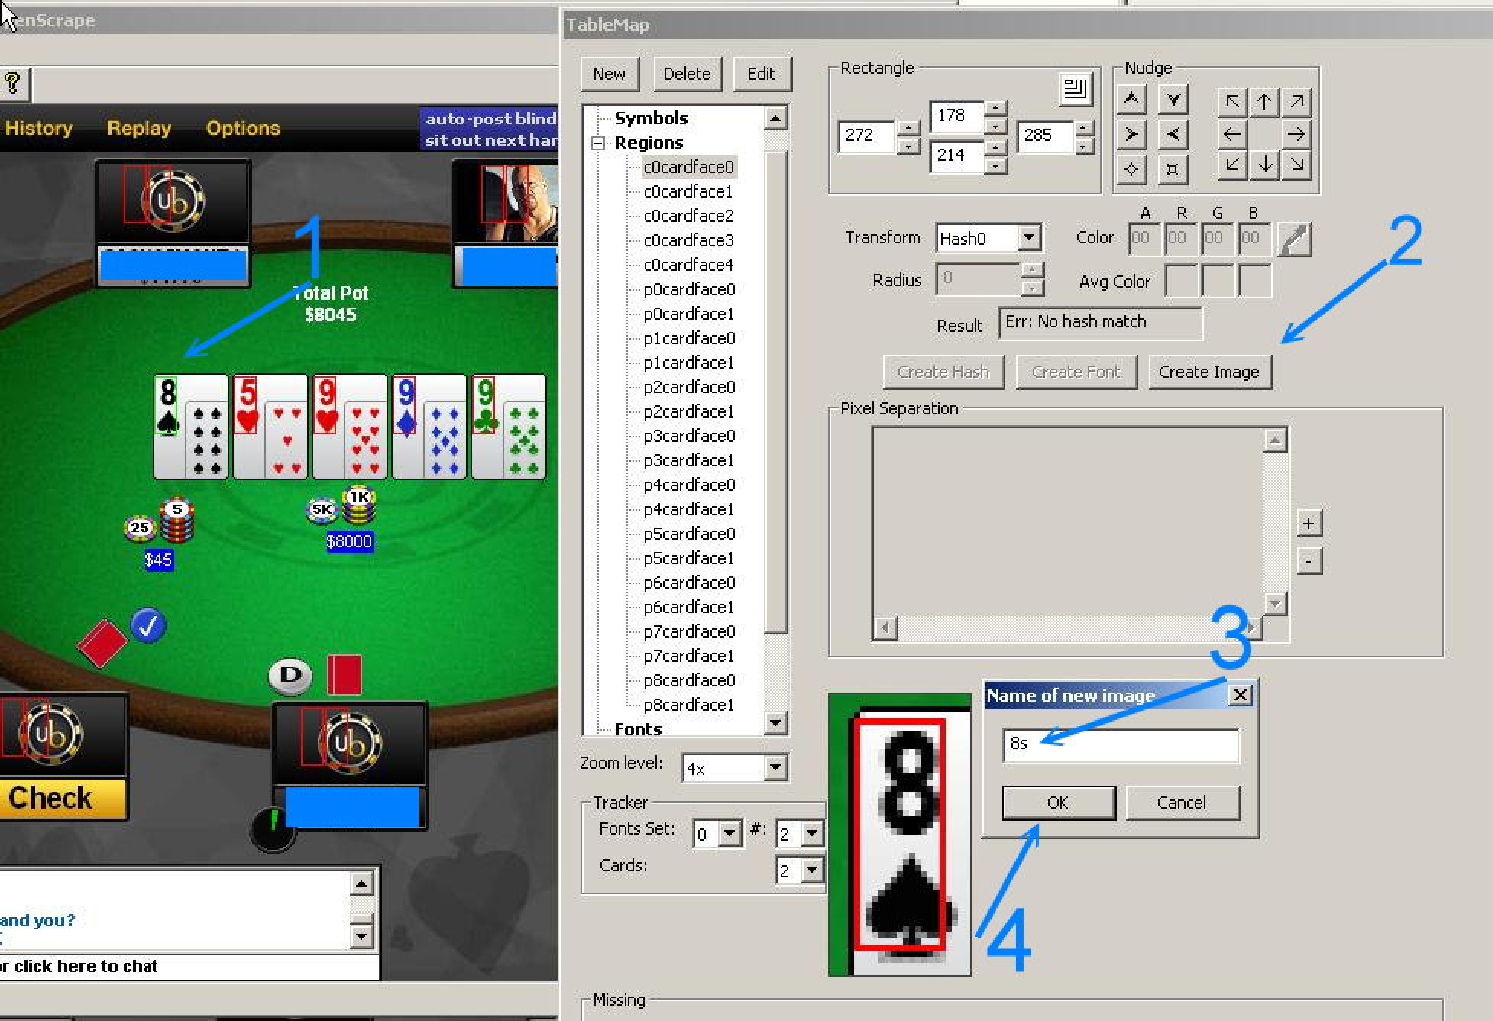 enScrape
TableMap
?
History Replay Options
auto-post blind
sit out next han
ub
1
Total Pot
$8045
8 5 9 9 9
25 5 5K 1K
$45 $8000
D
ub
ub
Check
and you?
or click here to chat
New Delete Edit
Symbols
Regions
c0cardface0
c0cardface1
c0cardface2
c0cardface3
c0cardface4
p0cardface0
p0cardface1
p1cardface0
p1cardface1
p2cardface0
p2cardface1
p3cardface0
p3cardface1
p4cardface0
p4cardface1
p5cardface0
p5cardface1
p6cardface0
p6cardface1
p7cardface0
p7cardface1
p8cardface0
p8cardface1
Fonts
Zoom level: 4x
Tracker
Fonts Set: 0 #: 2
Cards: 2
Rectangle
178
272 285
214
Nudge
A R G B
Transform Hash0 Color 00 00 00 00
Radius 0 Avg Color
2
Result Err: No hash match
Create Hash Create Font Create Image
Pixel Separation
+
-
3
8
Name of new image
8s
OK Cancel
4
Missing